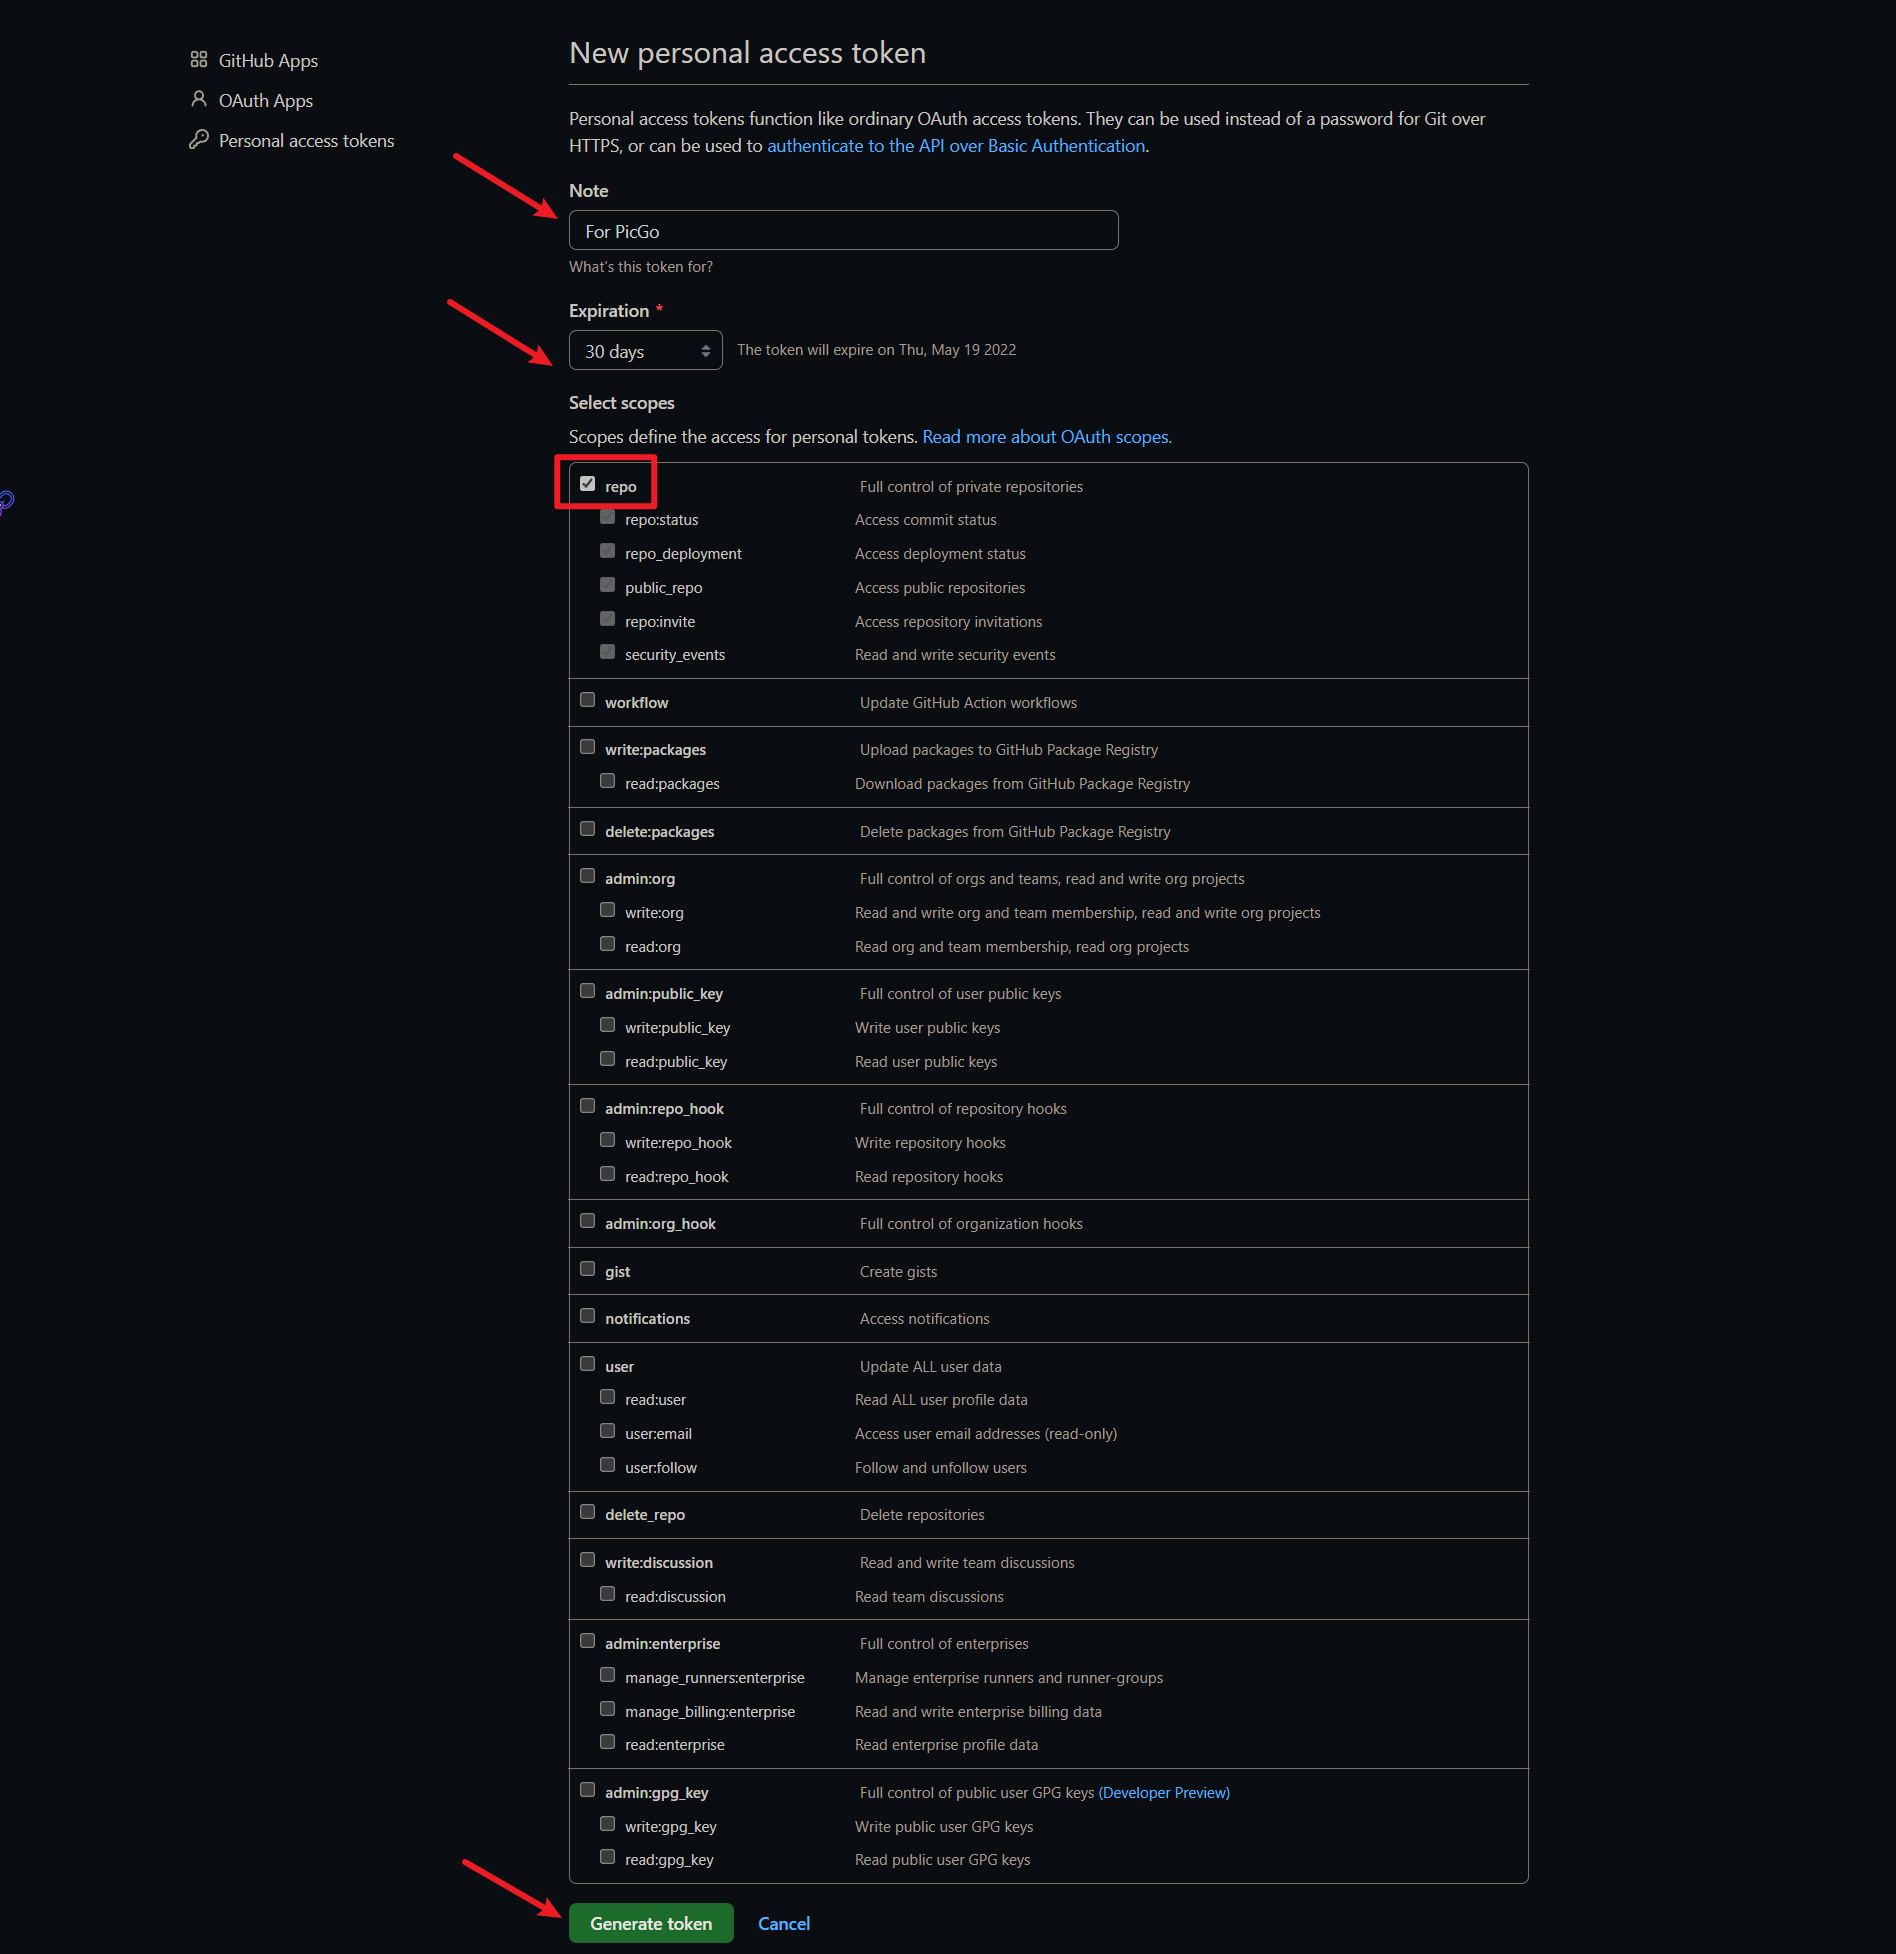 GitHub Apps
OAuth Apps
Personal access tokens
New personal access token
Personal access tokens function like ordinary OAuth access tokens. They can be used instead of a password for Git over
HTTPS, or can be used to authenticate to the API over Basic Authentication.
Note
For PicGo
What's this token for?
Expiration *
30 days The token will expire on Thu, May 19 2022
Select scopes
Scopes define the access for personal tokens. Read more about OAuth scopes.
repo Full control of private repositories
repo:status Access commit status
repo_deployment Access deployment status
public_repo Access public repositories
repo:invite Access repository invitations
security_events Read and write security events
workflow Update GitHub Action workflows
write:packages Upload packages to GitHub Package Registry
read:packages Download packages from GitHub Package Registry
delete:packages Delete packages from GitHub Package Registry
admin:org Full control of orgs and teams, read and write org projects
write:org Read and write org and team membership, read and write org projects
read:org Read org and team membership, read org projects
admin:public_key Full control of user public keys
write:public_key Write user public keys
read:public_key Read user public keys
admin:repo_hook Full control of repository hooks
write:repo_hook Write repository hooks
read:repo_hook Read repository hooks
admin:org_hook Full control of organization hooks
gist Create gists
notifications Access notifications
user Update ALL user data
read:user Read ALL user profile data
user:email Access user email addresses (read-only)
user:follow Follow and unfollow users
delete_repo Delete repositories
write:discussion Read and write team discussions
read:discussion Read team discussions
admin:enterprise Full control of enterprises
manage_runners:enterprise Manage enterprise runners and runner-groups
manage_billing:enterprise Read and write enterprise billing data
read:enterprise Read enterprise profile data
admin:gpg_key Full control of public user GPG keys (Developer Preview)
write:gpg_key Write public user GPG keys
read:gpg_key Read public user GPG keys
Generate token Cancel